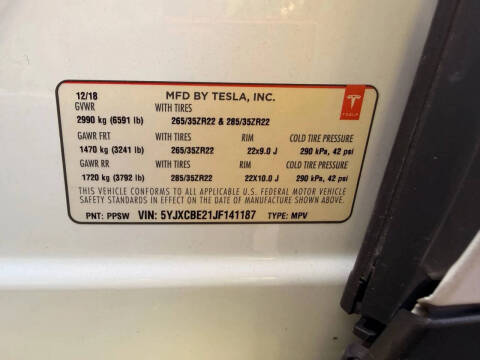 12/18 MFD BY TESLA, INC.
GVWR WITH TIRES
2990 kg (6591 lb) 265/35ZR22 & 285/35ZR22
GAWR FRT WITH TIRES RIM COLD TIRE PRESSURE
1470 kg (3241 lb) 265/35ZR22 22x9.0 J 290 kPa, 42 psi
GAWR RR WITH TIRES RIM COLD TIRE PRESSURE
1720 kg (3792 lb) 285/35ZR22 22X10.0 J 290 kPa, 42 psi
THIS VEHICLE CONFORMS TO ALL APPLICABLE U.S. FEDERAL MOTOR VEHICLE
SAFETY STANDARDS IN EFFECT ON THE DATE OF MANUFACTURE SHOWN ABOVE.
PNT: PPSW VIN: 5YJXCBE21JF141187 TYPE: MPV
TESLA